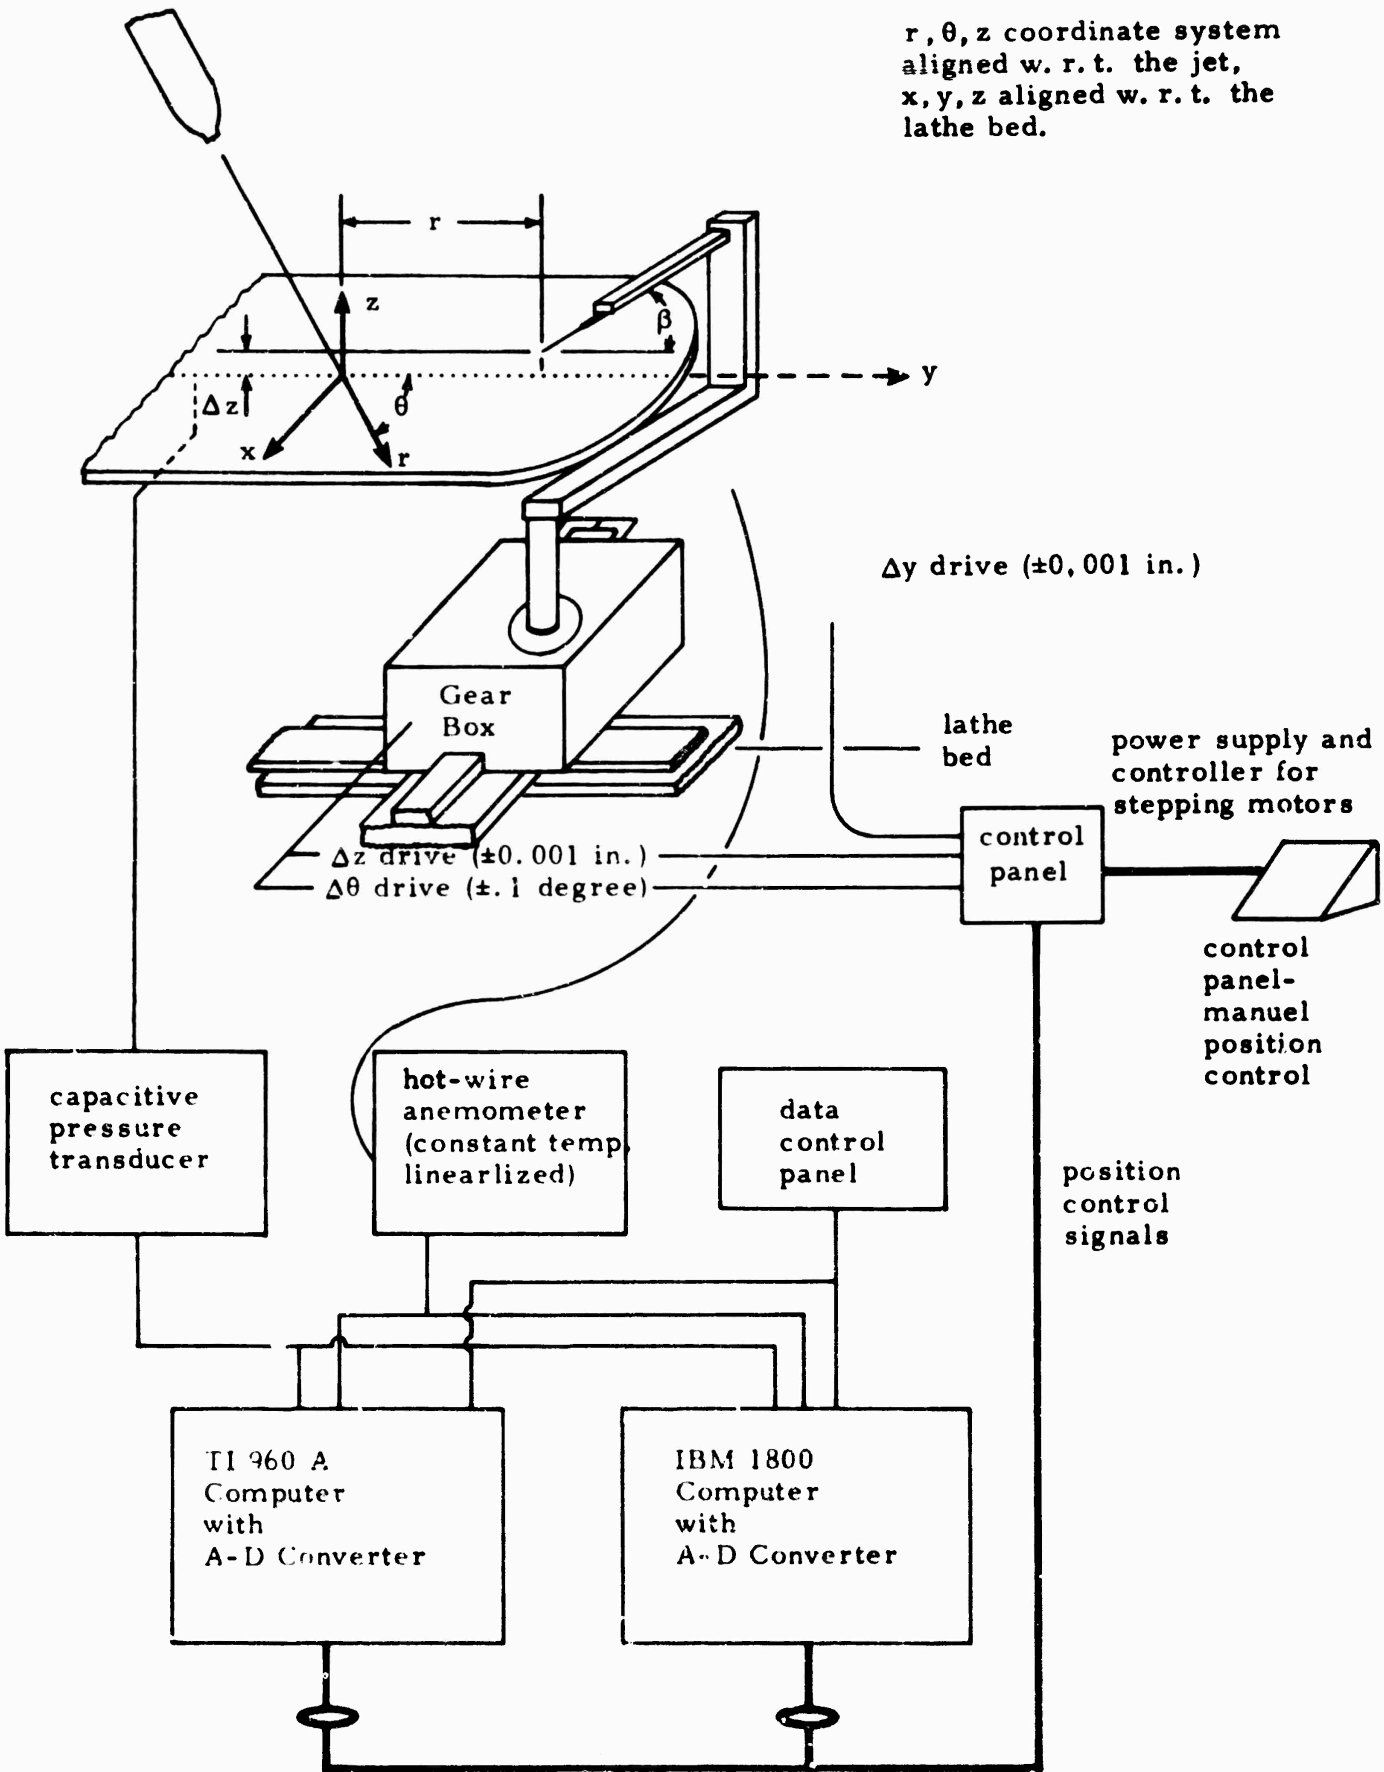 r, θ, z coordinate system
aligned w. r. t. the jet,
x, y, z aligned w. r. t. the
lathe bed.
r
z
β
y
Δz
θ
x
r
Δy drive (±0,001 in.)
Gear
Box
lathe
bed
power supply and
controller for
stepping motors
control
panel
Δz drive (±0.001 in.)
Δθ drive (±.1 degree)
control
panel-
manuel
position
control
capacitive
pressure
transducer
hot-wire
anemometer
(constant temp.
linearlized)
data
control
panel
position
control
signals
TI 960 A
Computer
with
A-D Converter
IBM 1800
Computer
with
A-D Converter